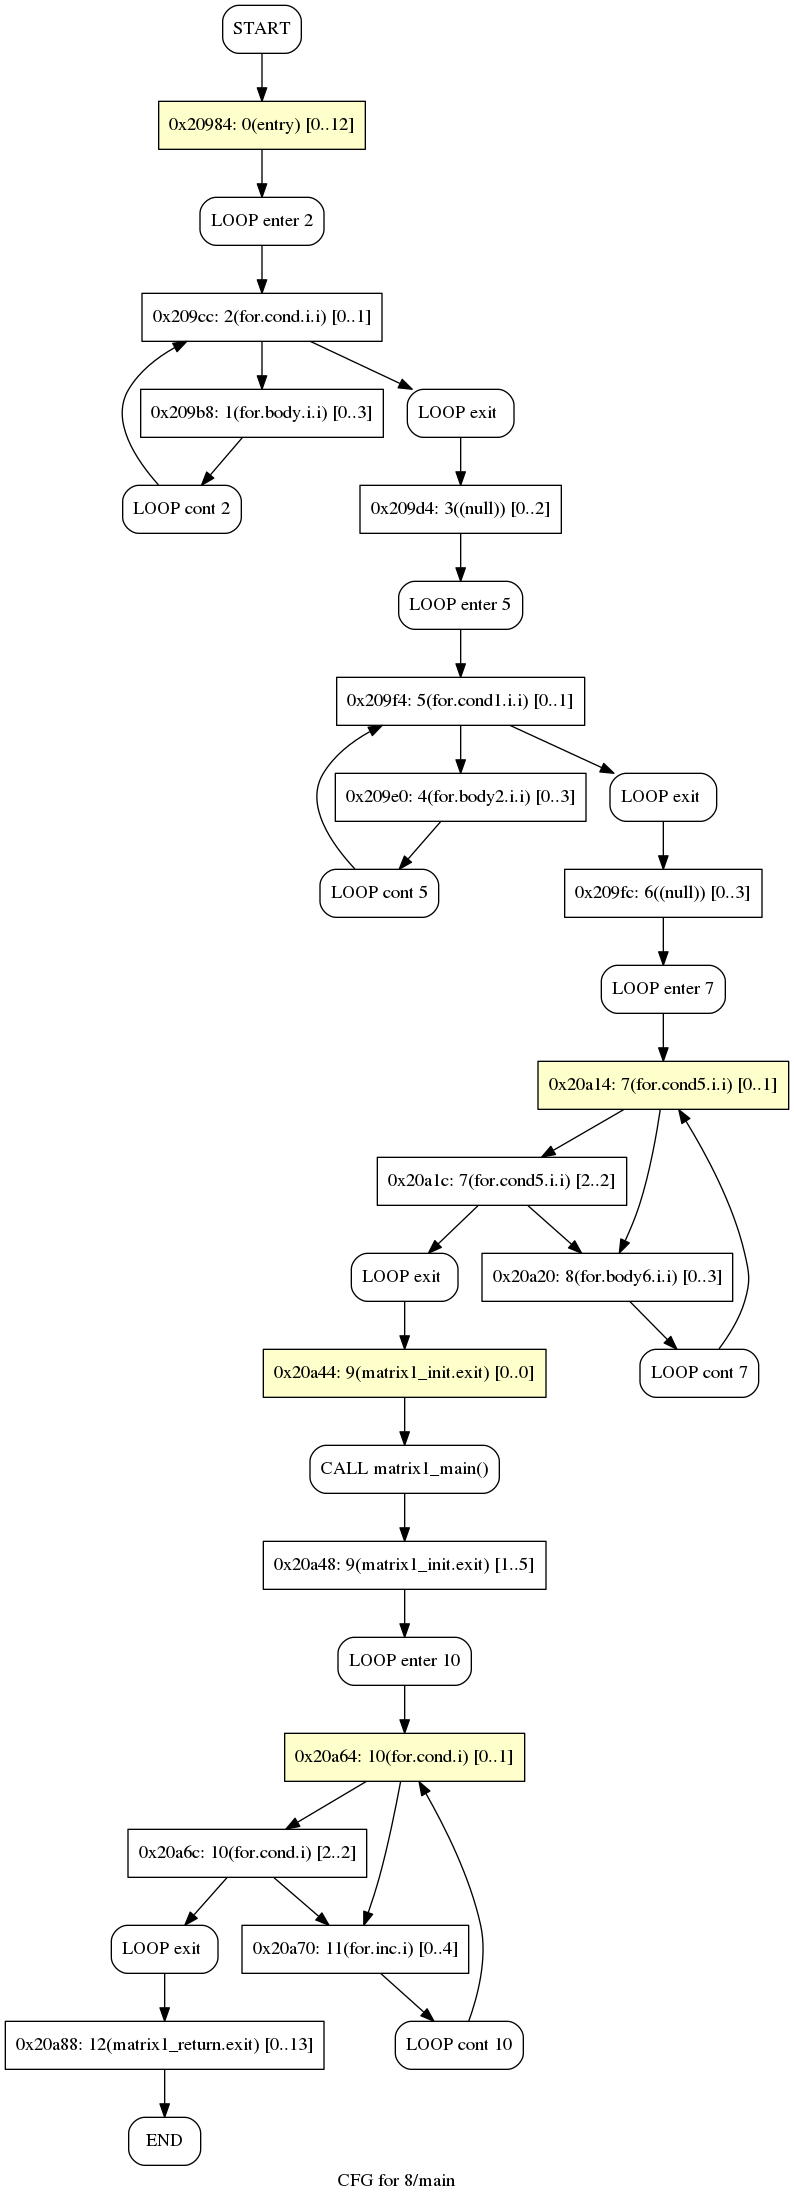 START
0x20984: 0(entry) [0..12]
LOOP enter 2
0x209cc: 2(for.cond.i.i) [0..1]
0x209b8: 1(for.body.i.i) [0..3]
LOOP exit
LOOP cont 2
0x209d4: 3((null)) [0..2]
LOOP enter 5
0x209f4: 5(for.cond1.i.i) [0..1]
0x209e0: 4(for.body2.i.i) [0..3]
LOOP exit
LOOP cont 5
0x209fc: 6((null)) [0..3]
LOOP enter 7
0x20a14: 7(for.cond5.i.i) [0..1]
0x20a1c: 7(for.cond5.i.i) [2..2]
LOOP exit
0x20a20: 8(for.body6.i.i) [0..3]
0x20a44: 9(matrix1_init.exit) [0..0]
LOOP cont 7
CALL matrix1_main()
0x20a48: 9(matrix1_init.exit) [1..5]
LOOP enter 10
0x20a64: 10(for.cond.i) [0..1]
0x20a6c: 10(for.cond.i) [2..2]
LOOP exit
0x20a70: 11(for.inc.i) [0..4]
0x20a88: 12(matrix1_return.exit) [0..13]
LOOP cont 10
END
CFG for 8/main